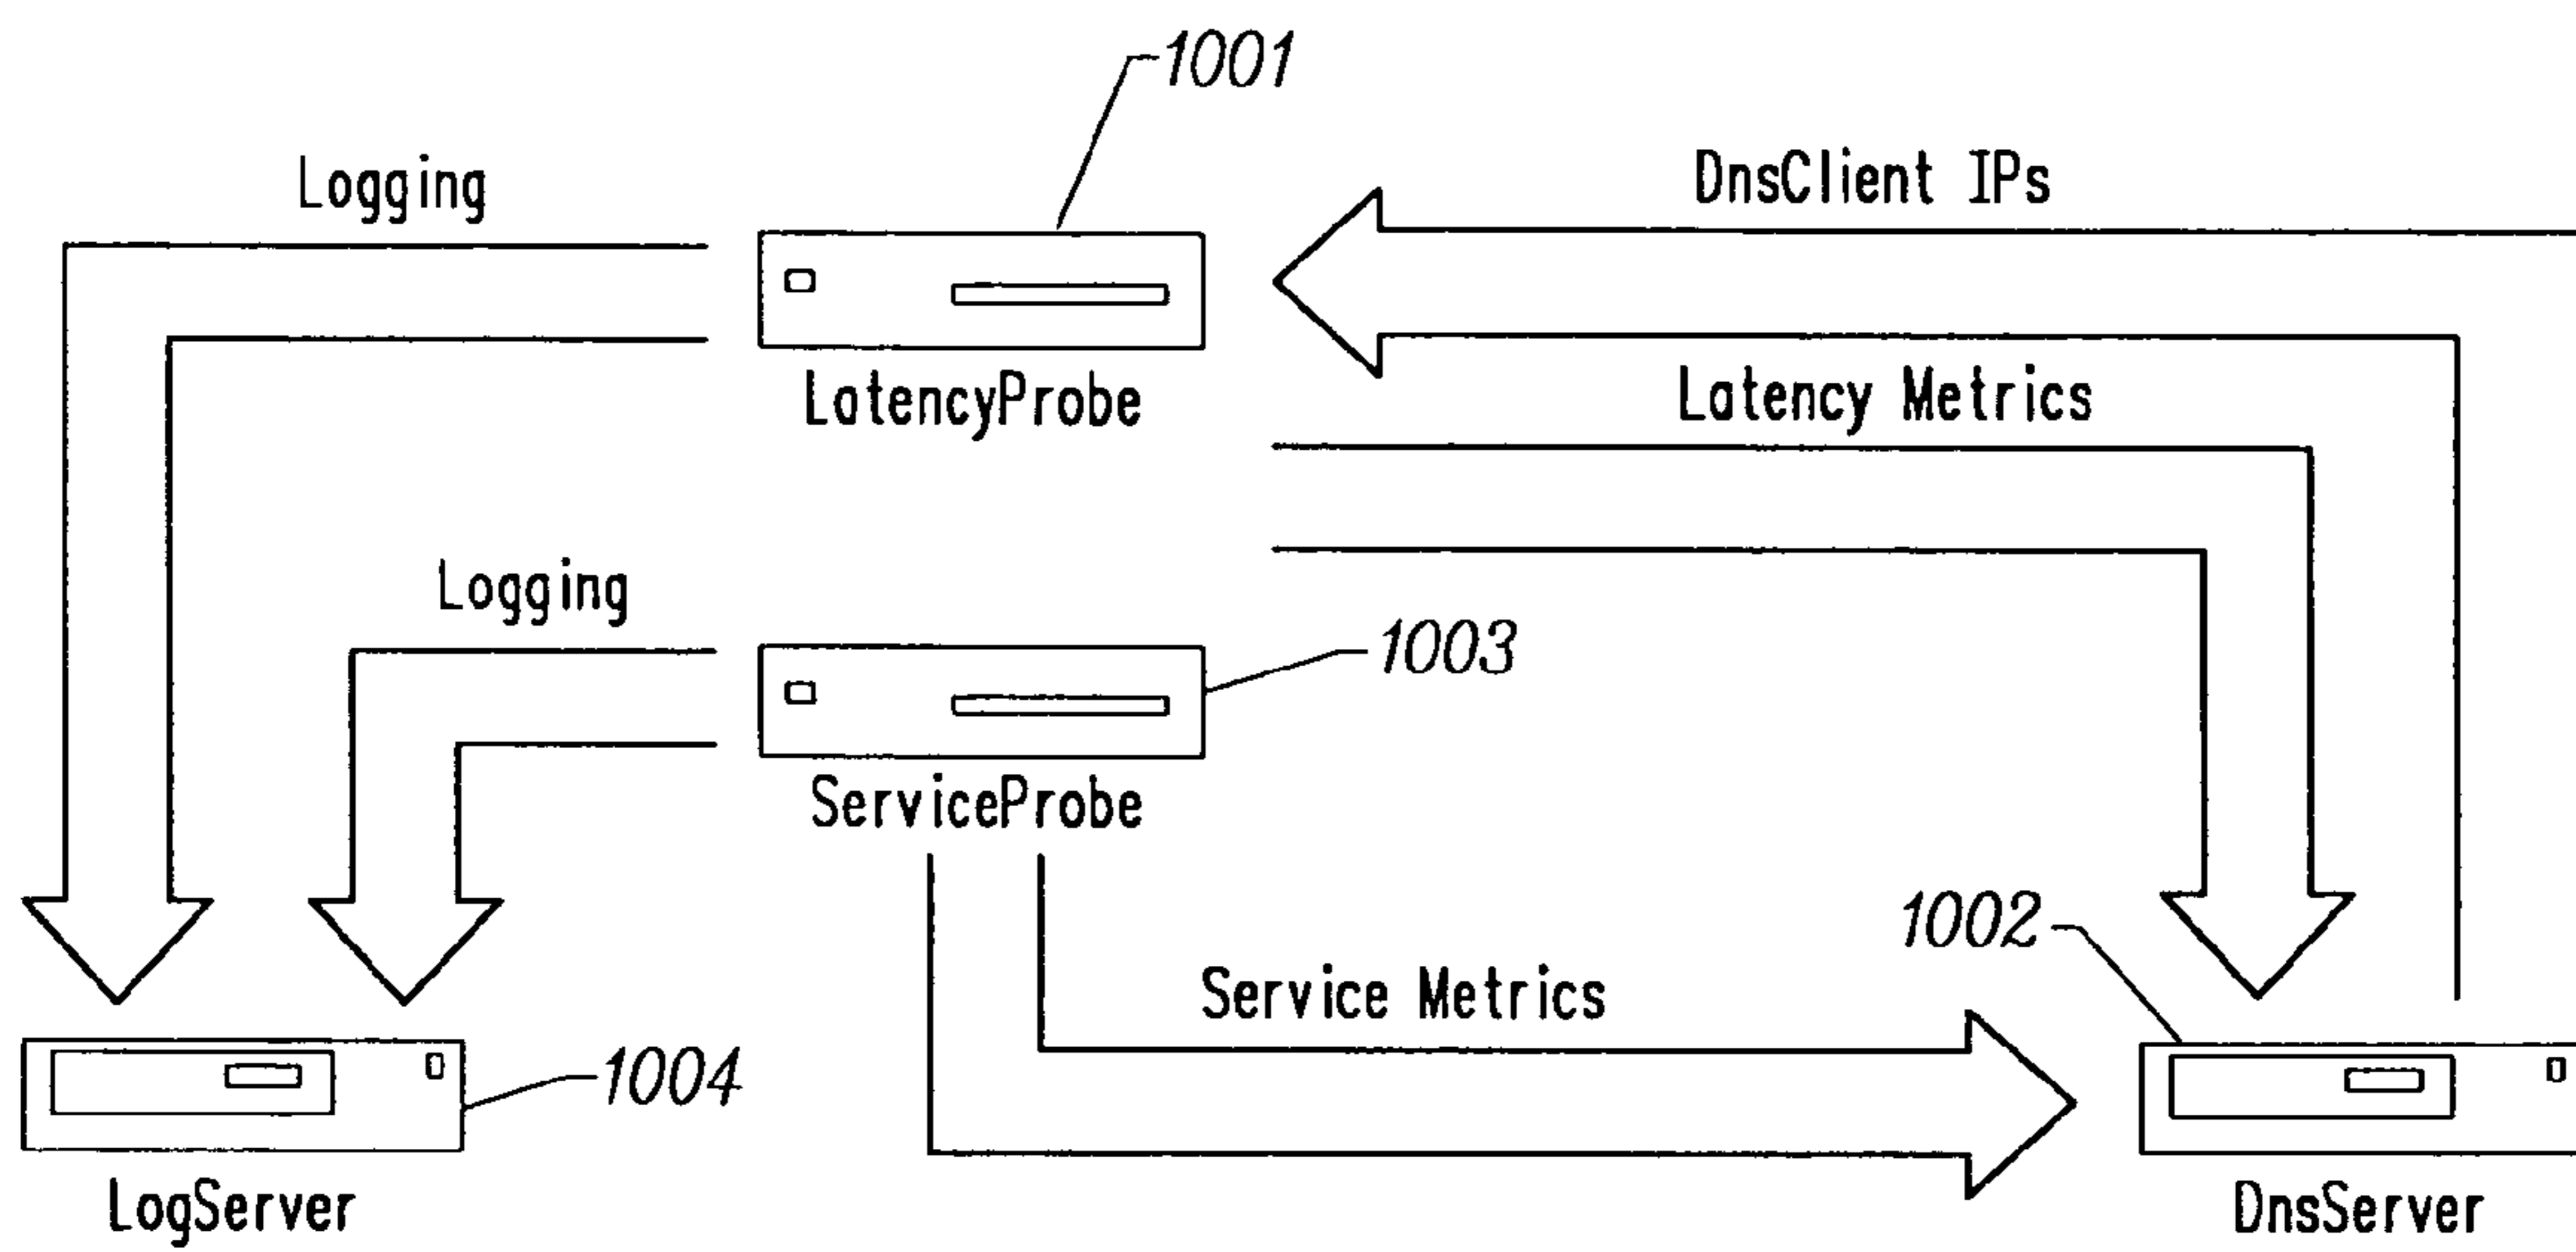 1001
Logging
DnsClient IPs
LatencyProbe
Latency Metrics
Logging
1003
ServiceProbe
1002
Service Metrics
1004
LogServer
DnsServer